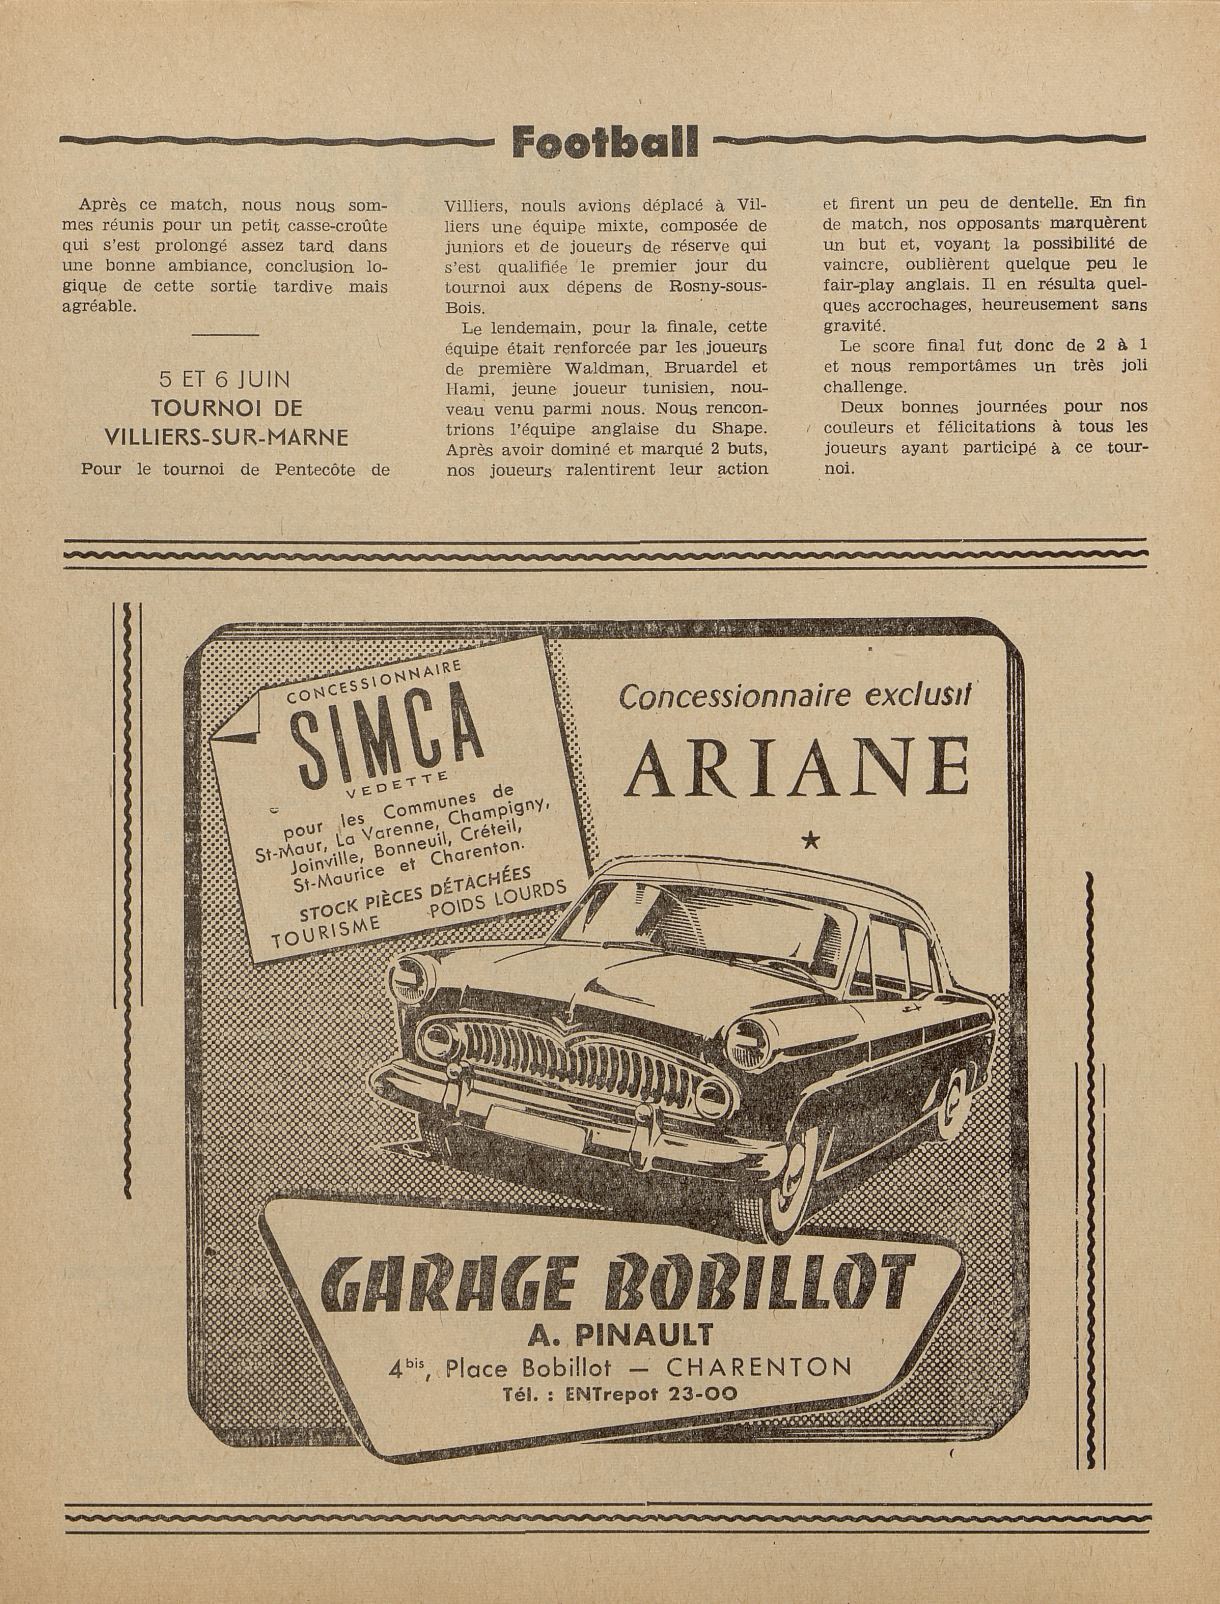 Football
Après ce match, nous nous som-
mes réunis pour un petit casse-croûte
qui s'est prolongé assez tard dans
une bonne ambiance, conclusion lo-
gique de cette sortie tardive mais
agréable.
5 ET 6 JUIN
TOURNOI DE
VILLIERS-SUR-MARNE
Pour le tournoi de Pentecôte de
Villiers, nouls avions déplacé à Vil-
liers une équipe mixte, composée de
juniors et de joueurs de réserve qui
s'est qualifiée le premier jour du
tournoi aux dépens de Rosny-sous-
Bois.
Le lendemain, pour la finale, cette
équipe était renforcée par les joueurs
de première Waldman, Bruardel et
Hami, jeune joueur tunisien, nou-
veau venu parmi nous. Nous rencon-
trions l'équipe anglaise du Shape.
Après avoir dominé et marqué 2 buts,
nos joueurs ralentirent leur action
et firent un peu de dentelle. En fin
de match, nos opposants marquèrent
un but et, voyant la possibilité de
vaincre, oublièrent quelque peu le
fair-play anglais. Il en résulta quel-
ques accrochages, heureusement sans
gravité.
Le score final fut donc de 2 à 1
et nous remportâmes un très joli
challenge.
Deux bonnes journées pour nos
couleurs et félicitations à tous les
joueurs ayant participé à ce tour-
noi.
CONCESSIONNAIRE
SIMCA
VEDETTE
pour les Communes de
St-Maur, La Varenne, Champigny,
Joinville, Bonneuil, Créteil,
St-Maurice et Charenton.
STOCK PIÈCES DÉTACHÉES
TOURISME POIDS LOURDS
Concessionnaire exclusif
ARIANE
GARAGE BOBILLOT
A. PINAULT
4bis, Place Bobillot — CHARENTON
Tél. : ENTrepot 23-00